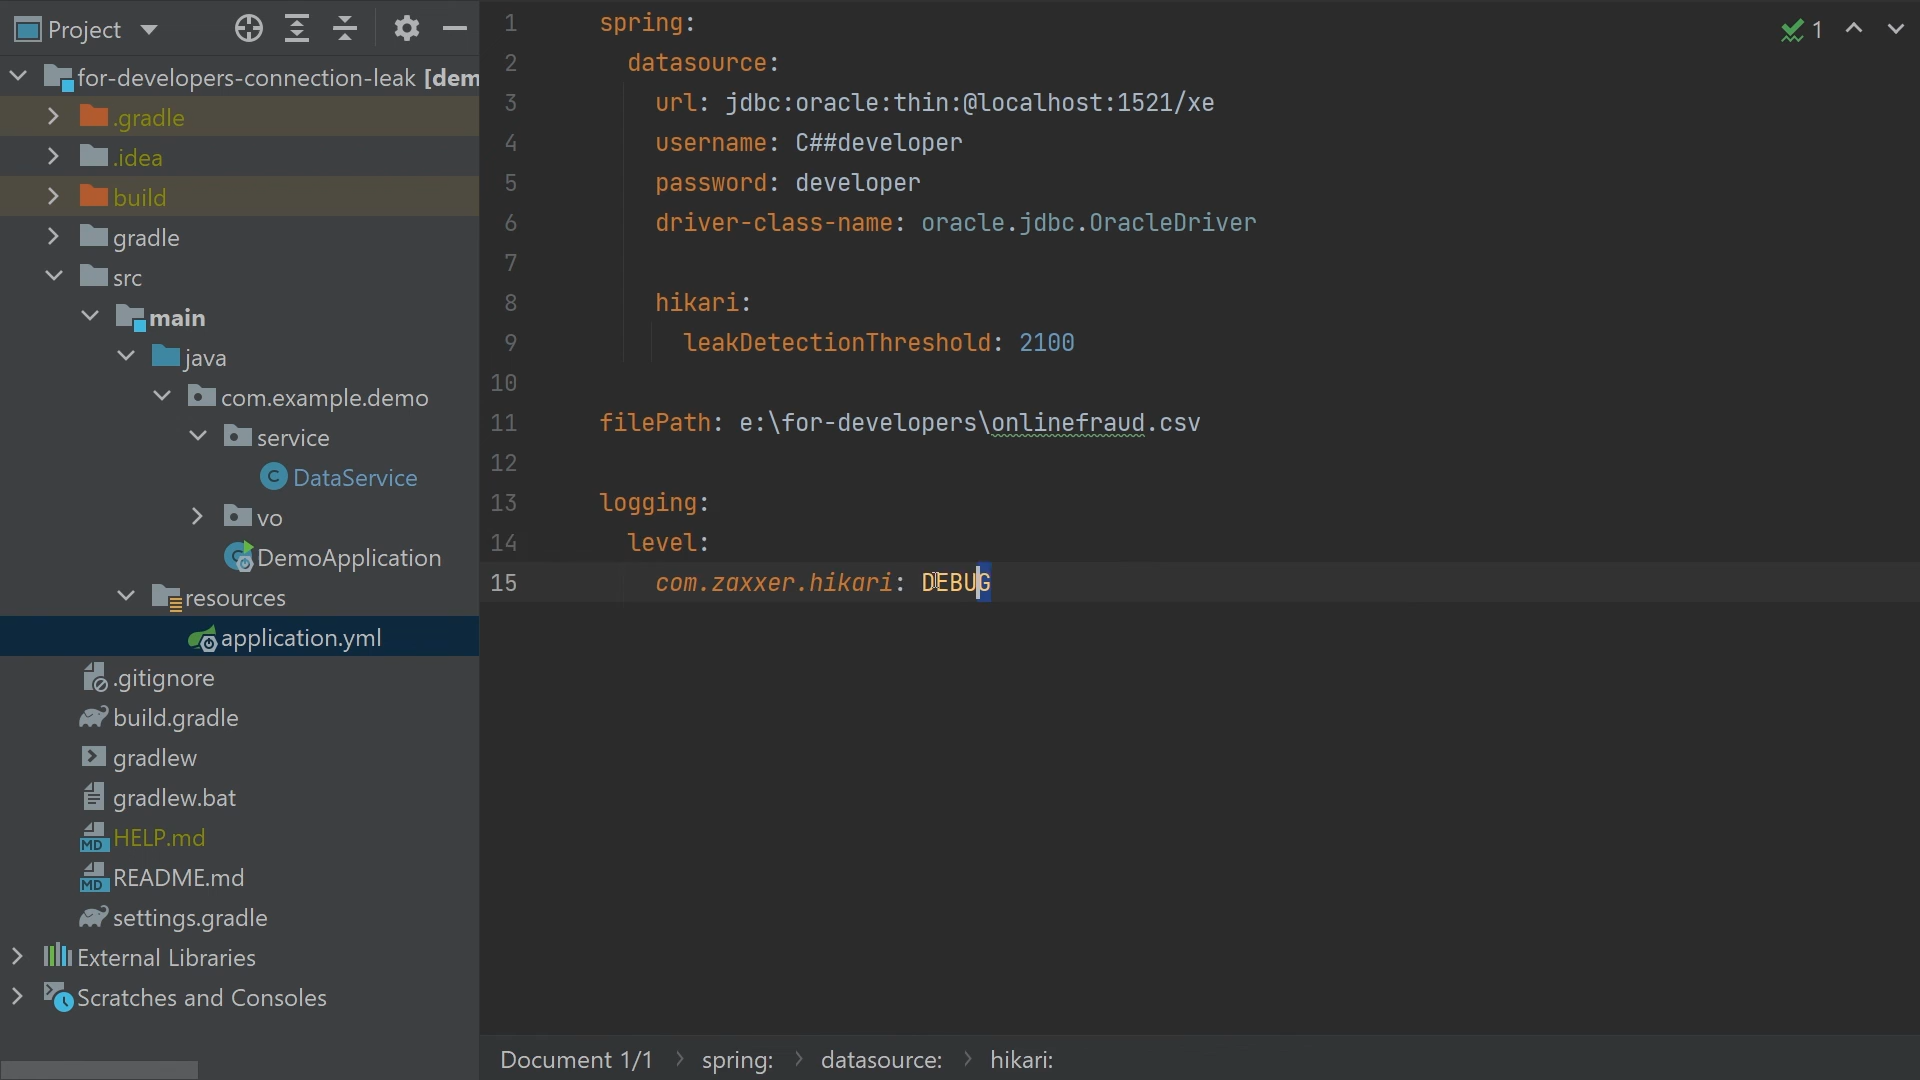 Project
for-developers-connection-leak [dem
.gradle
.idea
build
gradle
src
main
java
com.example.demo
service
DataService
vo
DemoApplication
resources
application.yml
.gitignore
build.gradle
gradlew
gradlew.bat
HELP.md
README.md
settings.gradle
External Libraries
Scratches and Consoles
1 spring:
2 datasource:
3 url: jdbc:oracle:thin:@localhost:1521/xe
4 username: C##developer
5 password: developer
6 driver-class-name: oracle.jdbc.OracleDriver
7
8 hikari:
9 leakDetectionThreshold: 2100
10
11 filePath: e:\for-developers\onlinefraud.csv
12
13 logging:
14 level:
15 com.zaxxer.hikari: DEBUG
1
Document 1/1 > spring: > datasource: > hikari: